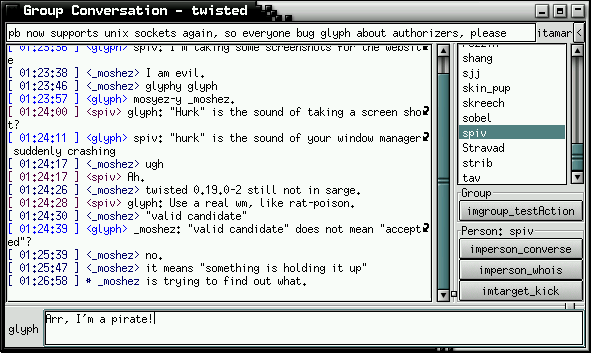 Group Conversation - twisted
pb now supports unix sockets again, so everyone bug glyph about authorizers, please
itamar <
[ 01:23:36 ] <glyph> spiv: I'm taking some screenshots for the websit
e
[ 01:23:38 ] <_moshez> I am evil.
[ 01:23:46 ] <_moshez> glyphy glyph
[ 01:23:57 ] <glyph> mosyez-y _moshez.
[ 01:24:00 ] <spiv> glyph: "Hurk" is the sound of taking a screen sho
t?
[ 01:24:11 ] <glyph> spiv: "hurk" is the sound of your window manager
suddenly crashing
[ 01:24:17 ] <_moshez> ugh
[ 01:24:17 ] <spiv> Ah.
[ 01:24:26 ] <_moshez> twisted 0.19.0-2 still not in sarge.
[ 01:24:28 ] <spiv> glyph: Use a real wm, like rat-poison.
[ 01:24:30 ] <_moshez> "valid candidate"
[ 01:24:39 ] <glyph> _moshez: "valid candidate" does not mean "accept
ed"?
[ 01:25:39 ] <_moshez> no.
[ 01:25:47 ] <_moshez> it means "something is holding it up"
[ 01:26:58 ] * _moshez is trying to find out what.
shang
sjj
skin_pup
skreech
sobel
spiv
Stravad
strib
tav
Group
imgroup_testAction
Person: spiv
imperson_converse
imperson_whois
imtarget_kick
glyph
Arr, I'm a pirate!